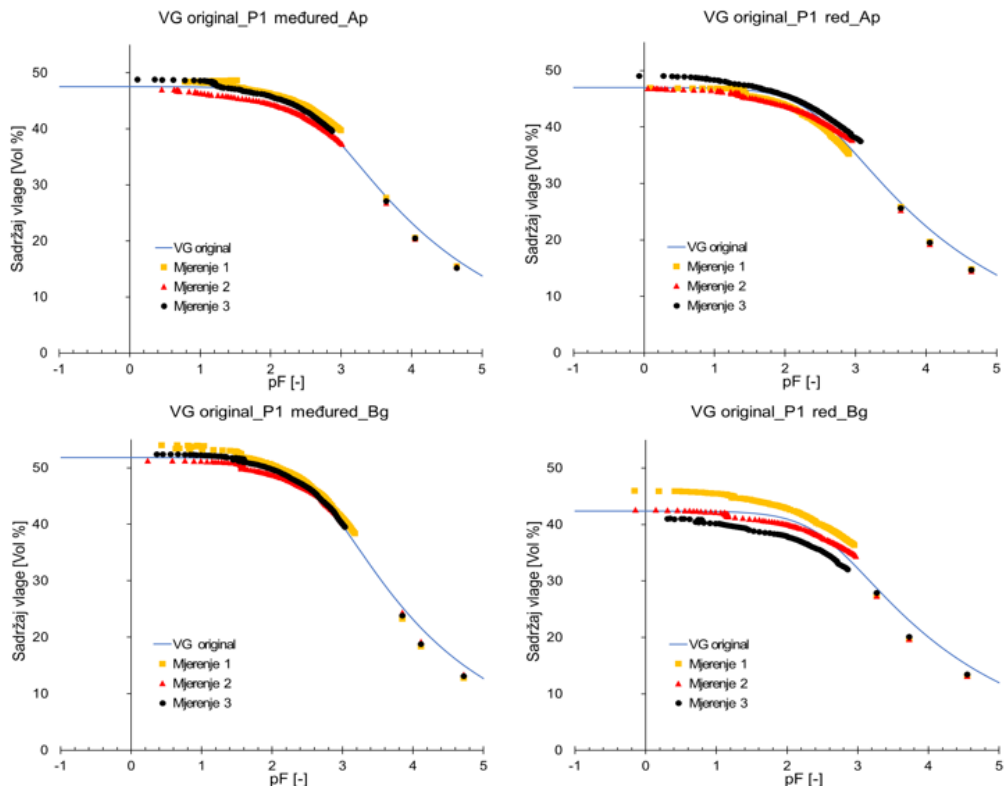 VG original_P1 međured_Ap
Sadržaj vlage [Vol %]
50
40
30
20
10
0
VG original
Mjerenje 1
Mjerenje 2
Mjerenje 3
-1 0 1 2 3 4 5
pF [-]
VG original_P1 red_Ap
Sadržaj vlage [Vol %]
50
40
30
20
10
0
VG original
Mjerenje 1
Mjerenje 2
Mjerenje 3
-1 0 1 2 3 4 5
pF [-]
VG original_P1 međured_Bg
Sadržaj vlage [Vol %]
50
40
30
20
10
0
VG original
Mjerenje 1
Mjerenje 2
Mjerenje 3
-1 0 1 2 3 4 5
pF [-]
VG original_P1 red_Bg
Sadržaj vlage [Vol %]
50
40
30
20
10
0
VG original
Mjerenje 1
Mjerenje 2
Mjerenje 3
-1 0 1 2 3 4 5
pF [-]